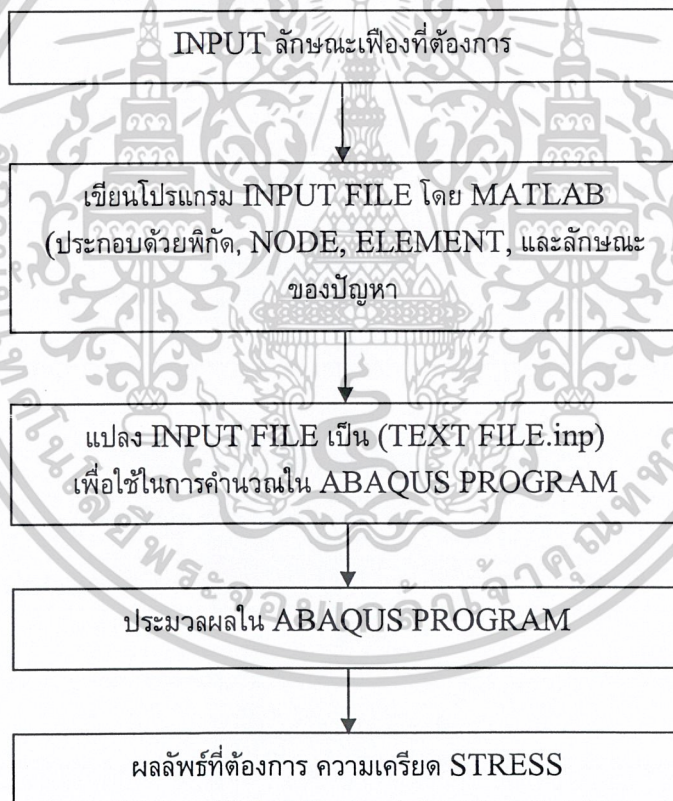 INPUT ลักษณะเฟืองที่ต้องการ
เขียนโปรแกรม INPUT FILE โดย MATLAB
(ประกอบด้วยพิกัด, NODE, ELEMENT, และลักษณะ
ของปัญหา
แปลง INPUT FILE เป็น (TEXT FILE.inp)
เพื่อใช้ในการคำนวณใน ABAQUS PROGRAM
ประมวลผลใน ABAQUS PROGRAM
ผลลัพธ์ที่ต้องการ ความเครียด STRESS